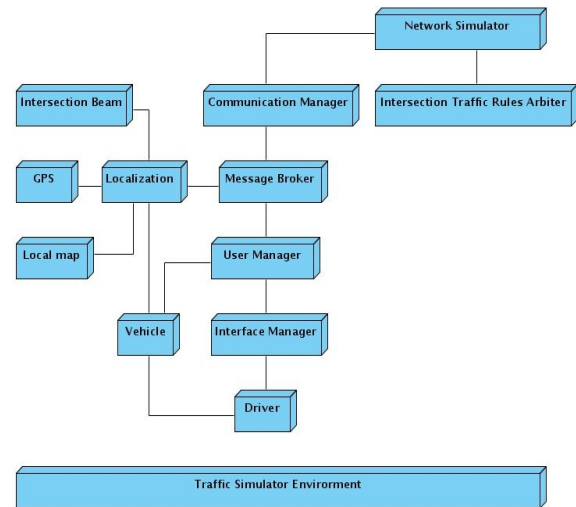 Network Simulator
Intersection Beam
Communication Manager
Intersection Traffic Rules Arbiter
GPS
Localization
Message Broker
Local map
User Manager
Vehicle
Interface Manager
Driver
Traffic Simulator Envirorment